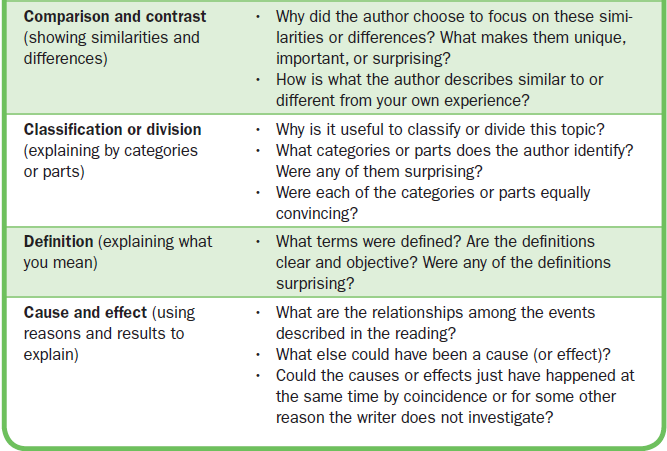 Comparison and contrast
(showing similarities and
differences)
• Why did the author choose to focus on these simi-
larities or differences? What makes them unique,
important, or surprising?
• How is what the author describes similar to or
different from your own experience?
Classification or division
(explaining by categories
or parts)
• Why is it useful to classify or divide this topic?
• What categories or parts does the author identify?
Were any of them surprising?
• Were each of the categories or parts equally
convincing?
Definition (explaining what
you mean)
• What terms were defined? Are the definitions
clear and objective? Were any of the definitions
surprising?
Cause and effect (using
reasons and results to
explain)
• What are the relationships among the events
described in the reading?
• What else could have been a cause (or effect)?
• Could the causes or effects just have happened at
the same time by coincidence or for some other
reason the writer does not investigate?